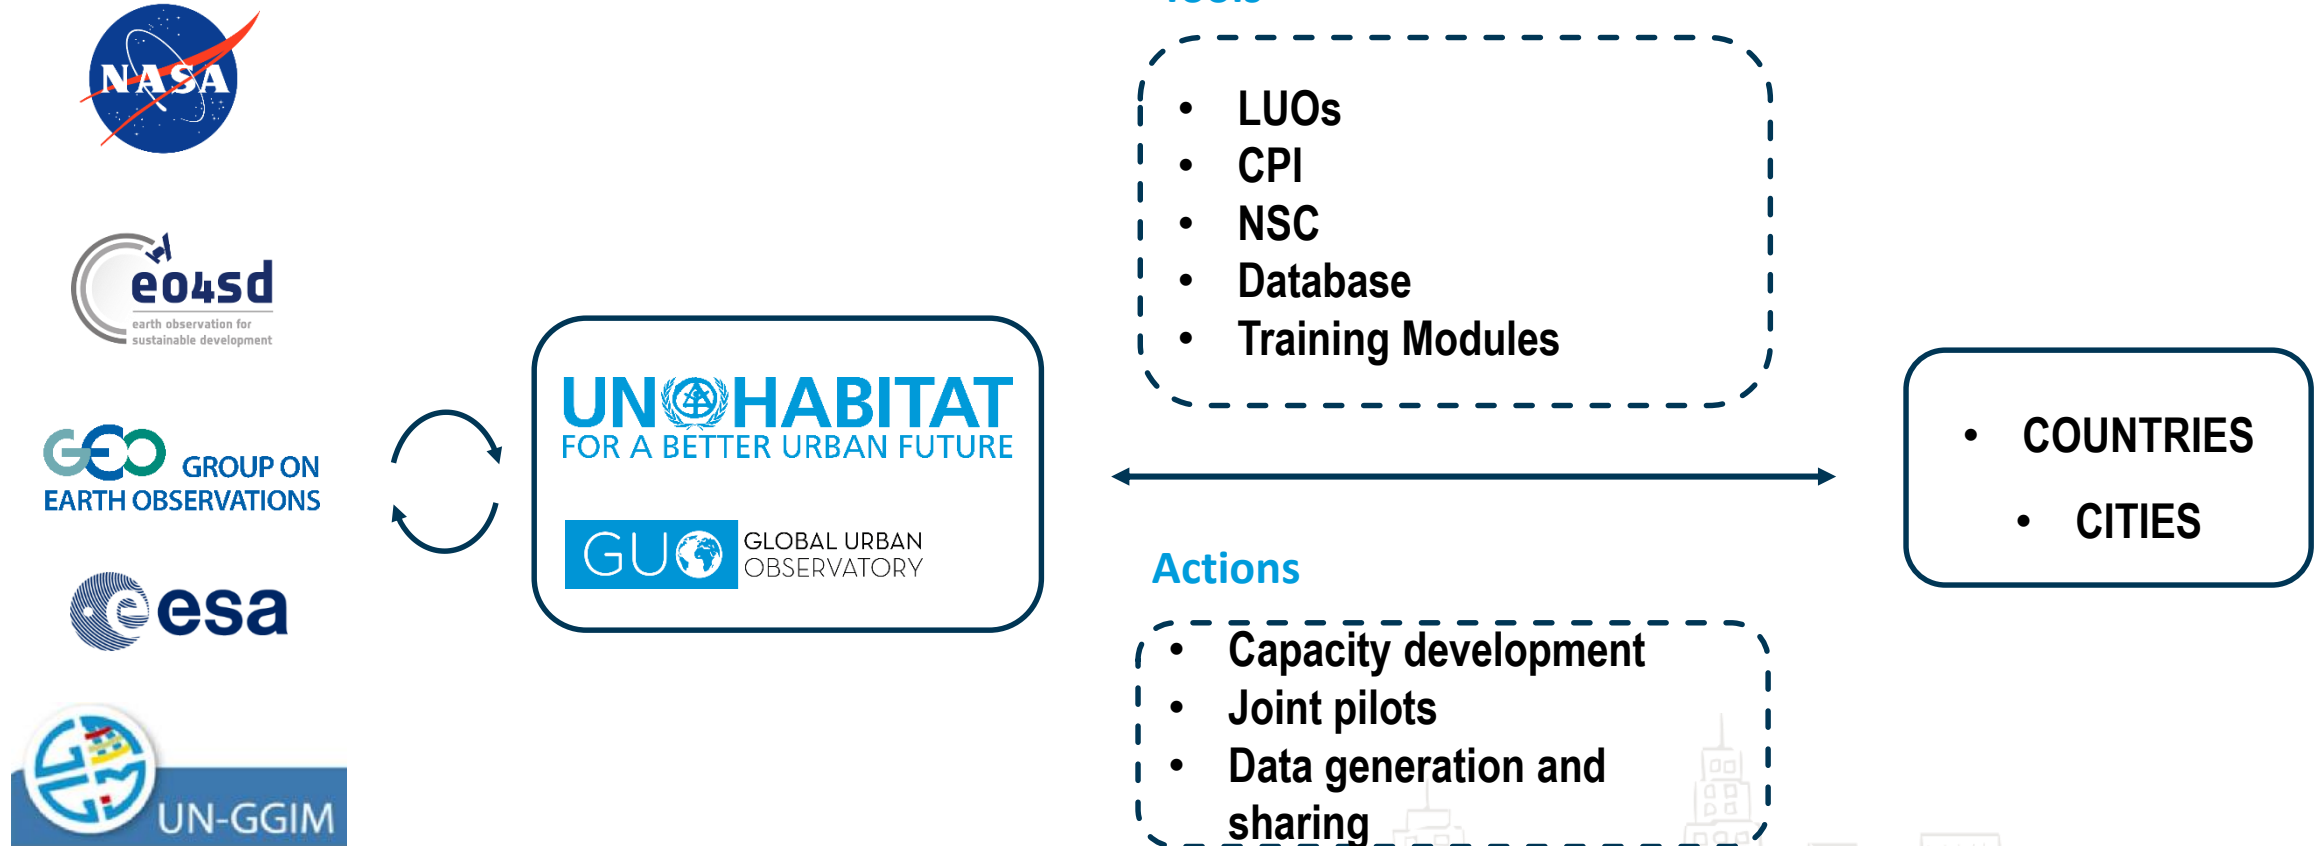 NASA
eo4sd
earth observation for
sustainable development
GEO GROUP ON
EARTH OBSERVATIONS
esa
UN-GGIM
UN HABITAT
FOR A BETTER URBAN FUTURE
GUO GLOBAL URBAN
OBSERVATORY
Tools
• LUOs
• CPI
• NSC
• Database
• Training Modules
Actions
• Capacity development
• Joint pilots
• Data generation and
sharing
• COUNTRIES
• CITIES